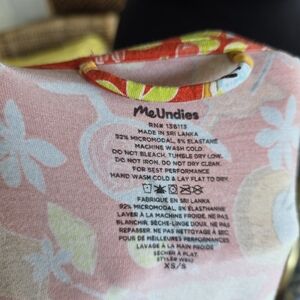 MeUndies
RN# 138113
MADE IN SRI LANKA
92% MICROMODAL, 8% ELASTANE
MACHINE WASH COLD
DO NOT BLEACH, TUMBLE DRY LOW.
DO NOT IRON. DO NOT DRY CLEAN.
FOR BEST PERFORMANCE
HAND WASH COLD & LAY FLAT TO DRY.
FABRIQUE EN SRI LANKA
92% MICROMODAL, 8% ELASTHANNE
LAVER À LA MACHINE FROIDE. NE PAS
BLANCHIR. SÈCHE-LINGE DOUX. NE PAS
REPASSER. NE PAS NETTOYER À SEC
POUR DE MEILLEURES PERFORMANCES
LAVAGE À LA MAIN FROIDE
SÉCHER À PLAT.
XS/S